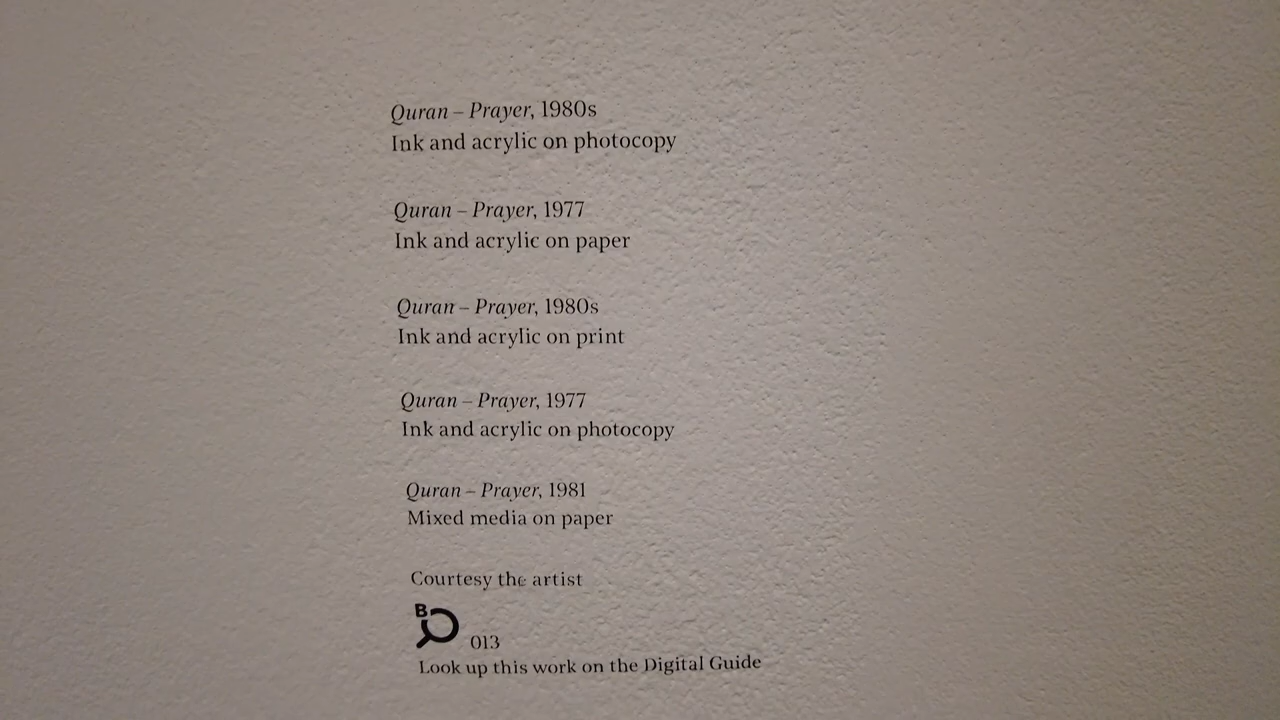 Quran – Prayer, 1980s
Ink and acrylic on photocopy
Quran – Prayer, 1977
Ink and acrylic on paper
Quran – Prayer, 1980s
Ink and acrylic on print
Quran – Prayer, 1977
Ink and acrylic on photocopy
Quran – Prayer, 1981
Mixed media on paper
Courtesy the artist
B
013
Look up this work on the Digital Guide